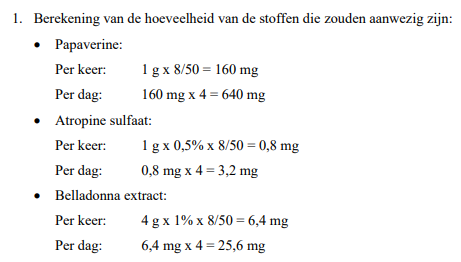 1. Berekening van de hoeveelheid van de stoffen die zouden aanwezig zijn:
• Papaverine:
Per keer: 1 g x 8/50 = 160 mg
Per dag: 160 mg x 4 = 640 mg
• Atropine sulfaat:
Per keer: 1 g x 0,5% x 8/50 = 0,8 mg
Per dag: 0,8 mg x 4 = 3,2 mg
• Belladonna extract:
Per keer: 4 g x 1% x 8/50 = 6,4 mg
Per dag: 6,4 mg x 4 = 25,6 mg